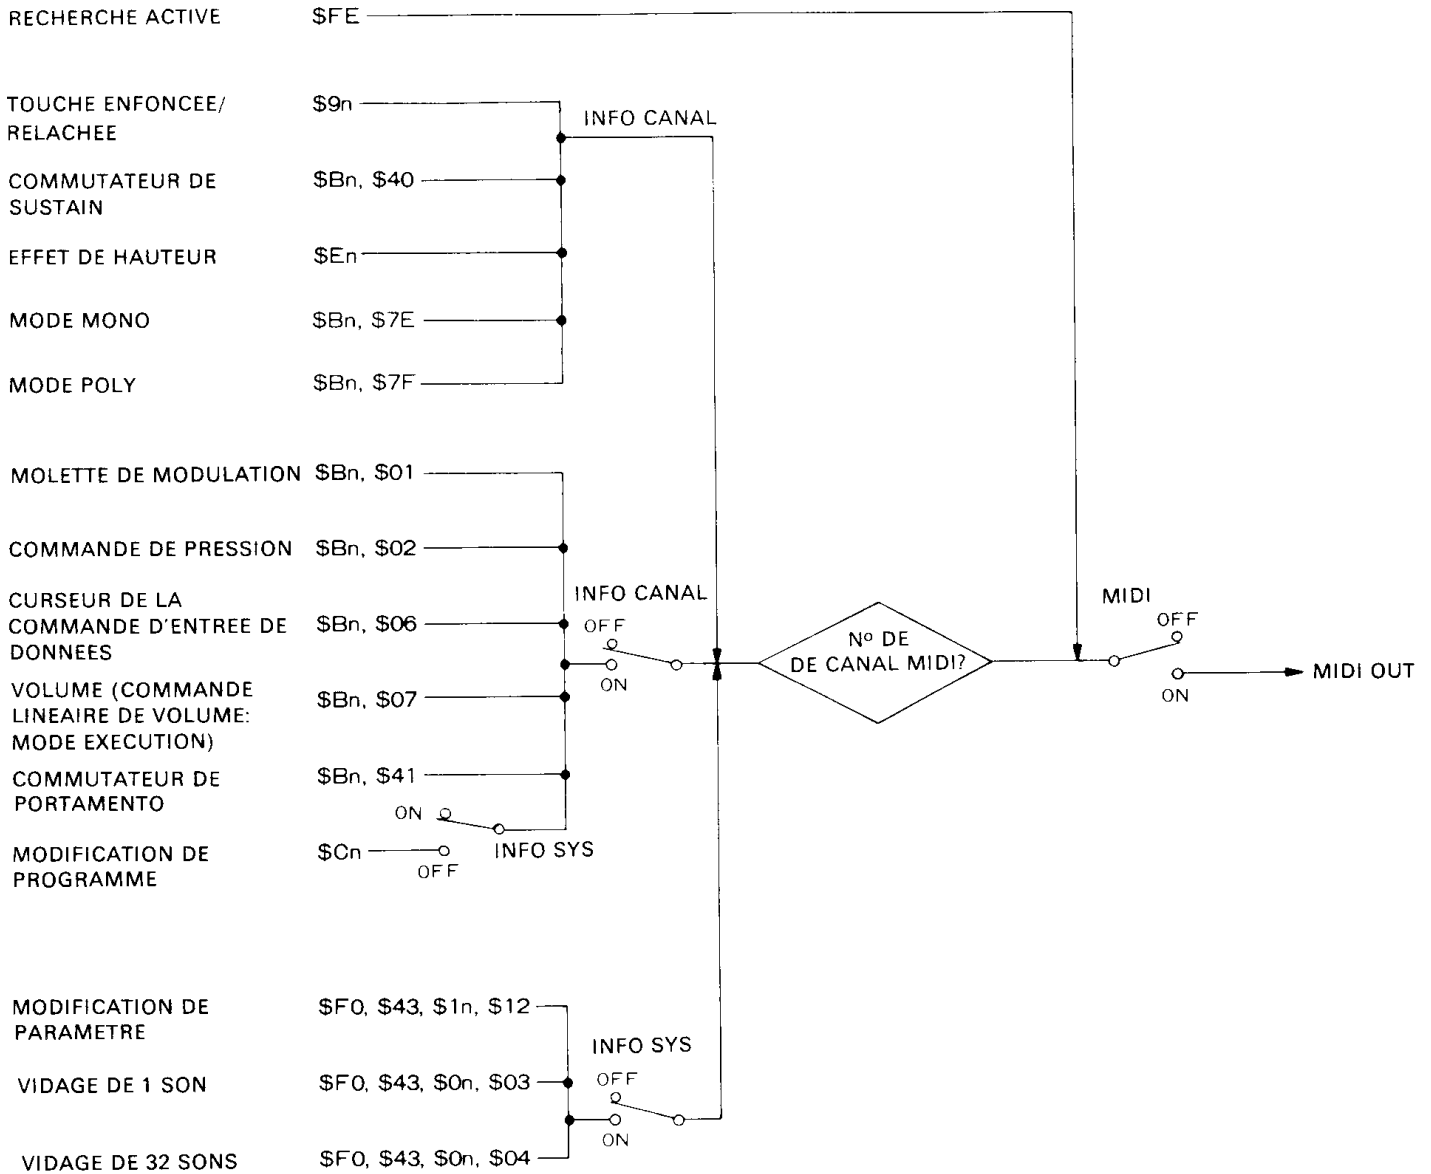 RECHERCHE ACTIVE $FE
TOUCHE ENFONCEE/ $9n
RELACHEE
INFO CANAL
COMMUTATEUR DE $Bn, $40
SUSTAIN
EFFET DE HAUTEUR $En
MODE MONO $Bn, $7E
MODE POLY $Bn, $7F
MOLETTE DE MODULATION $Bn, $01
COMMANDE DE PRESSION $Bn, $02
CURSEUR DE LA
COMMANDE D'ENTREE DE $Bn, $06
DONNEES
INFO CANAL
OFF
ON
VOLUME (COMMANDE $Bn, $07
LINEAIRE DE VOLUME:
MODE EXECUTION)
COMMUTATEUR DE $Bn, $41
PORTAMENTO
ON
INFO SYS
MODIFICATION DE $Cn
PROGRAMME
OFF
Nº DE
DE CANAL MIDI?
MIDI
OFF
ON
MIDI OUT
MODIFICATION DE $F0, $43, $1n, $12
PARAMETRE
INFO SYS
VIDAGE DE 1 SON $F0, $43, $0n, $03
OFF
ON
VIDAGE DE 32 SONS $F0, $43, $0n, $04